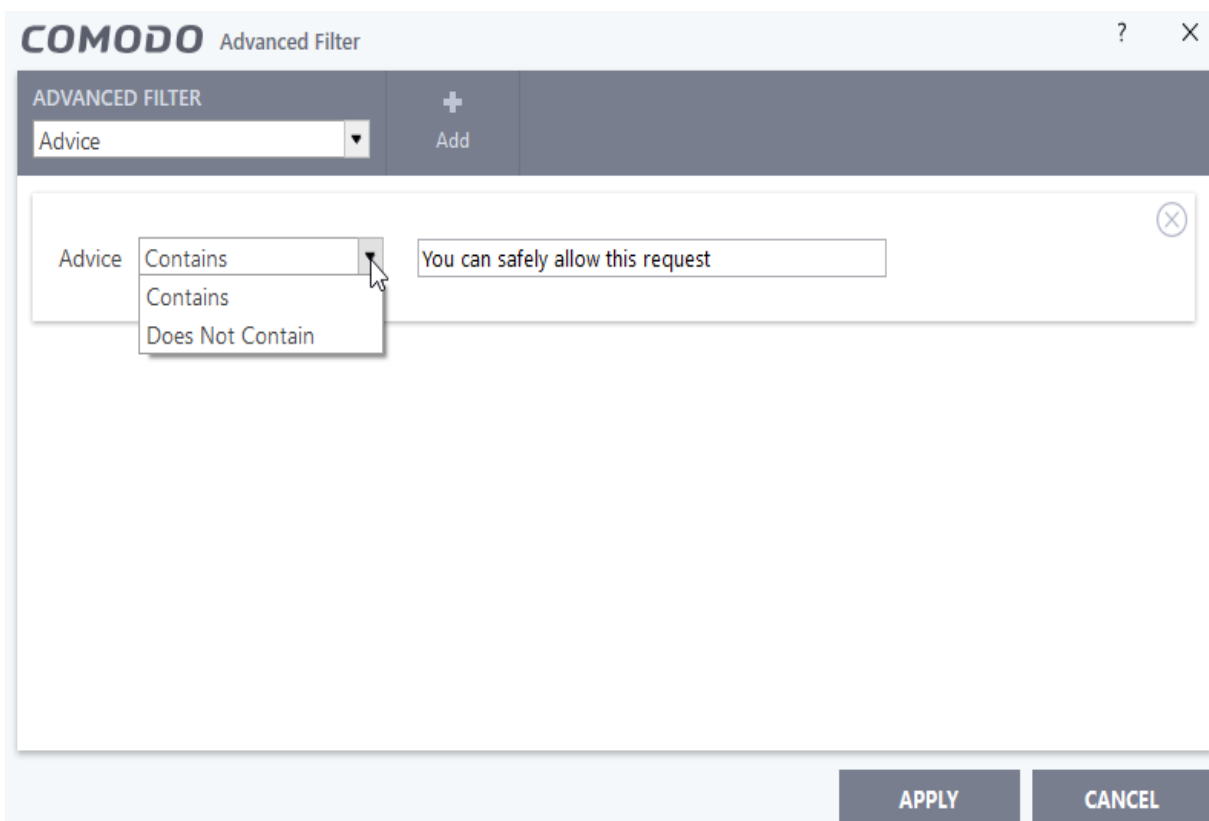 COMODO Advanced Filter
?
X
ADVANCED FILTER
Advice
Add
Advice Contains You can safely allow this request
Contains
Does Not Contain
APPLY CANCEL